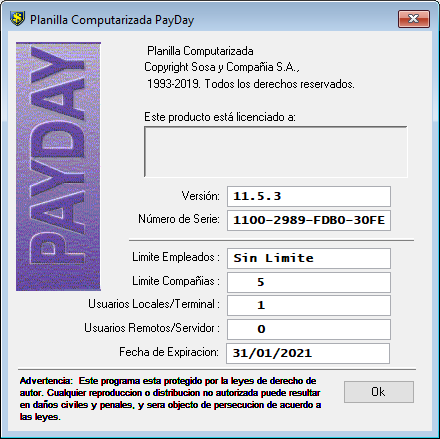 Planilla Computarizada PayDay
PAYDAY
Planilla Computarizada
Copyright Sosa y Compañia S.A.,
1993-2019. Todos los derechos reservados.
Este producto está licenciado a:
Versión: 11.5.3
Número de Serie: 1100-2989-FDB0-30FE
Limite Empleados : Sin Limite
Limite Compañias : 5
Usuarios Locales/Terminal : 1
Usuarios Remotos/Servidor : 0
Fecha de Expiracion: 31/01/2021
Advertencia: Este programa esta protegido por la leyes de derecho de
autor. Cualquier reproduccion o distribucion no autorizada puede resultar
en daños civiles y penales, y sera objeto de persecucion de acuerdo a
las leyes.
Ok